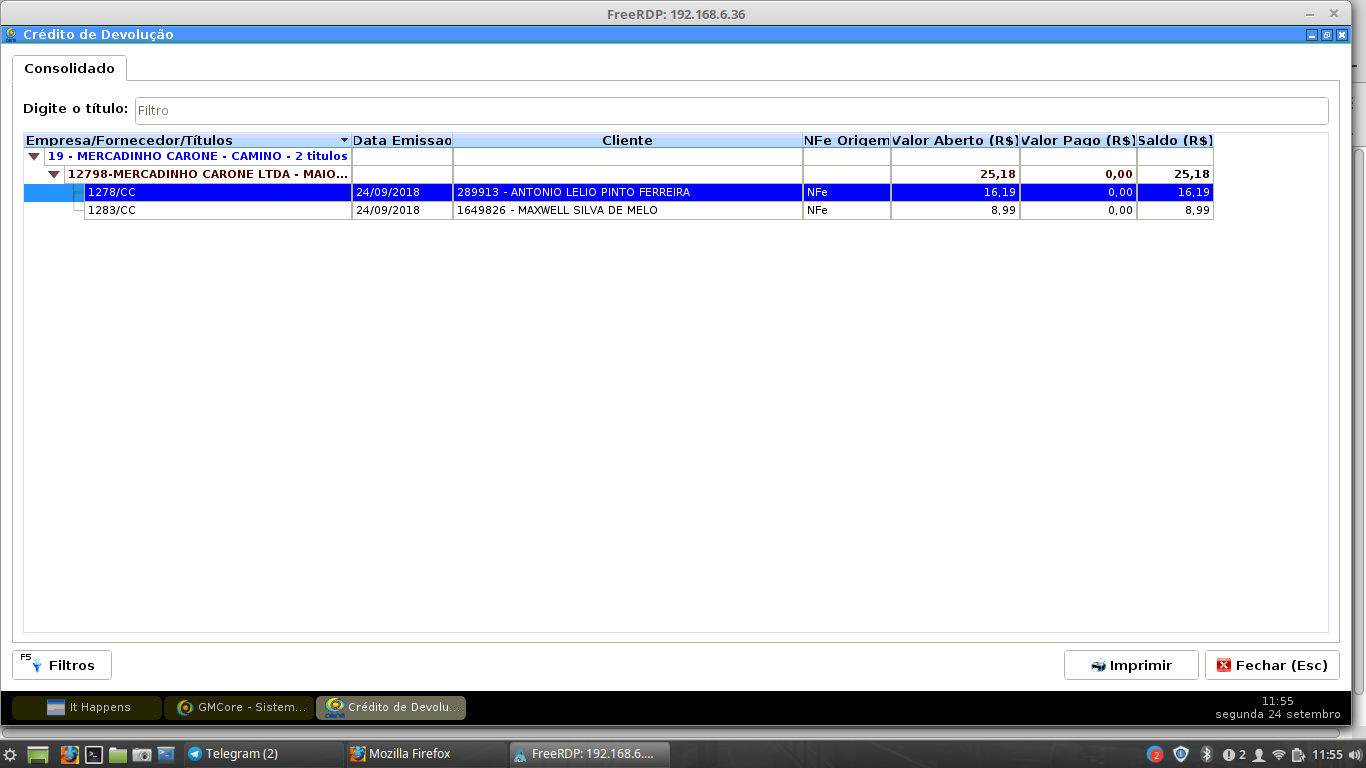 FreeRDP: 192.168.6.36
Crédito de Devolução
Consolidado
Digite o título: Filtro
Empresa/Fornecedor/Títulos Data Emissao Cliente NFe Origem Valor Aberto (R$) Valor Pago (R$) Saldo (R$)
19 - MERCADINHO CARONE - CAMINO - 2 titulos
12798-MERCADINHO CARONE LTDA - MAIO... 25,18 0,00 25,18
1278/CC 24/09/2018 289913 - ANTONIO LELIO PINTO FERREIRA NFe 16,19 0,00 16,19
1283/CC 24/09/2018 1649826 - MAXWELL SILVA DE MELO NFe 8,99 0,00 8,99
F5 Filtros Imprimir Fechar (Esc)
It Happens GMCore - Sistem... Crédito de Devolu... 11:55
segunda 24 setembro
Telegram (2) Mozilla Firefox FreeRDP: 192.168.6.... 2 2 11:55